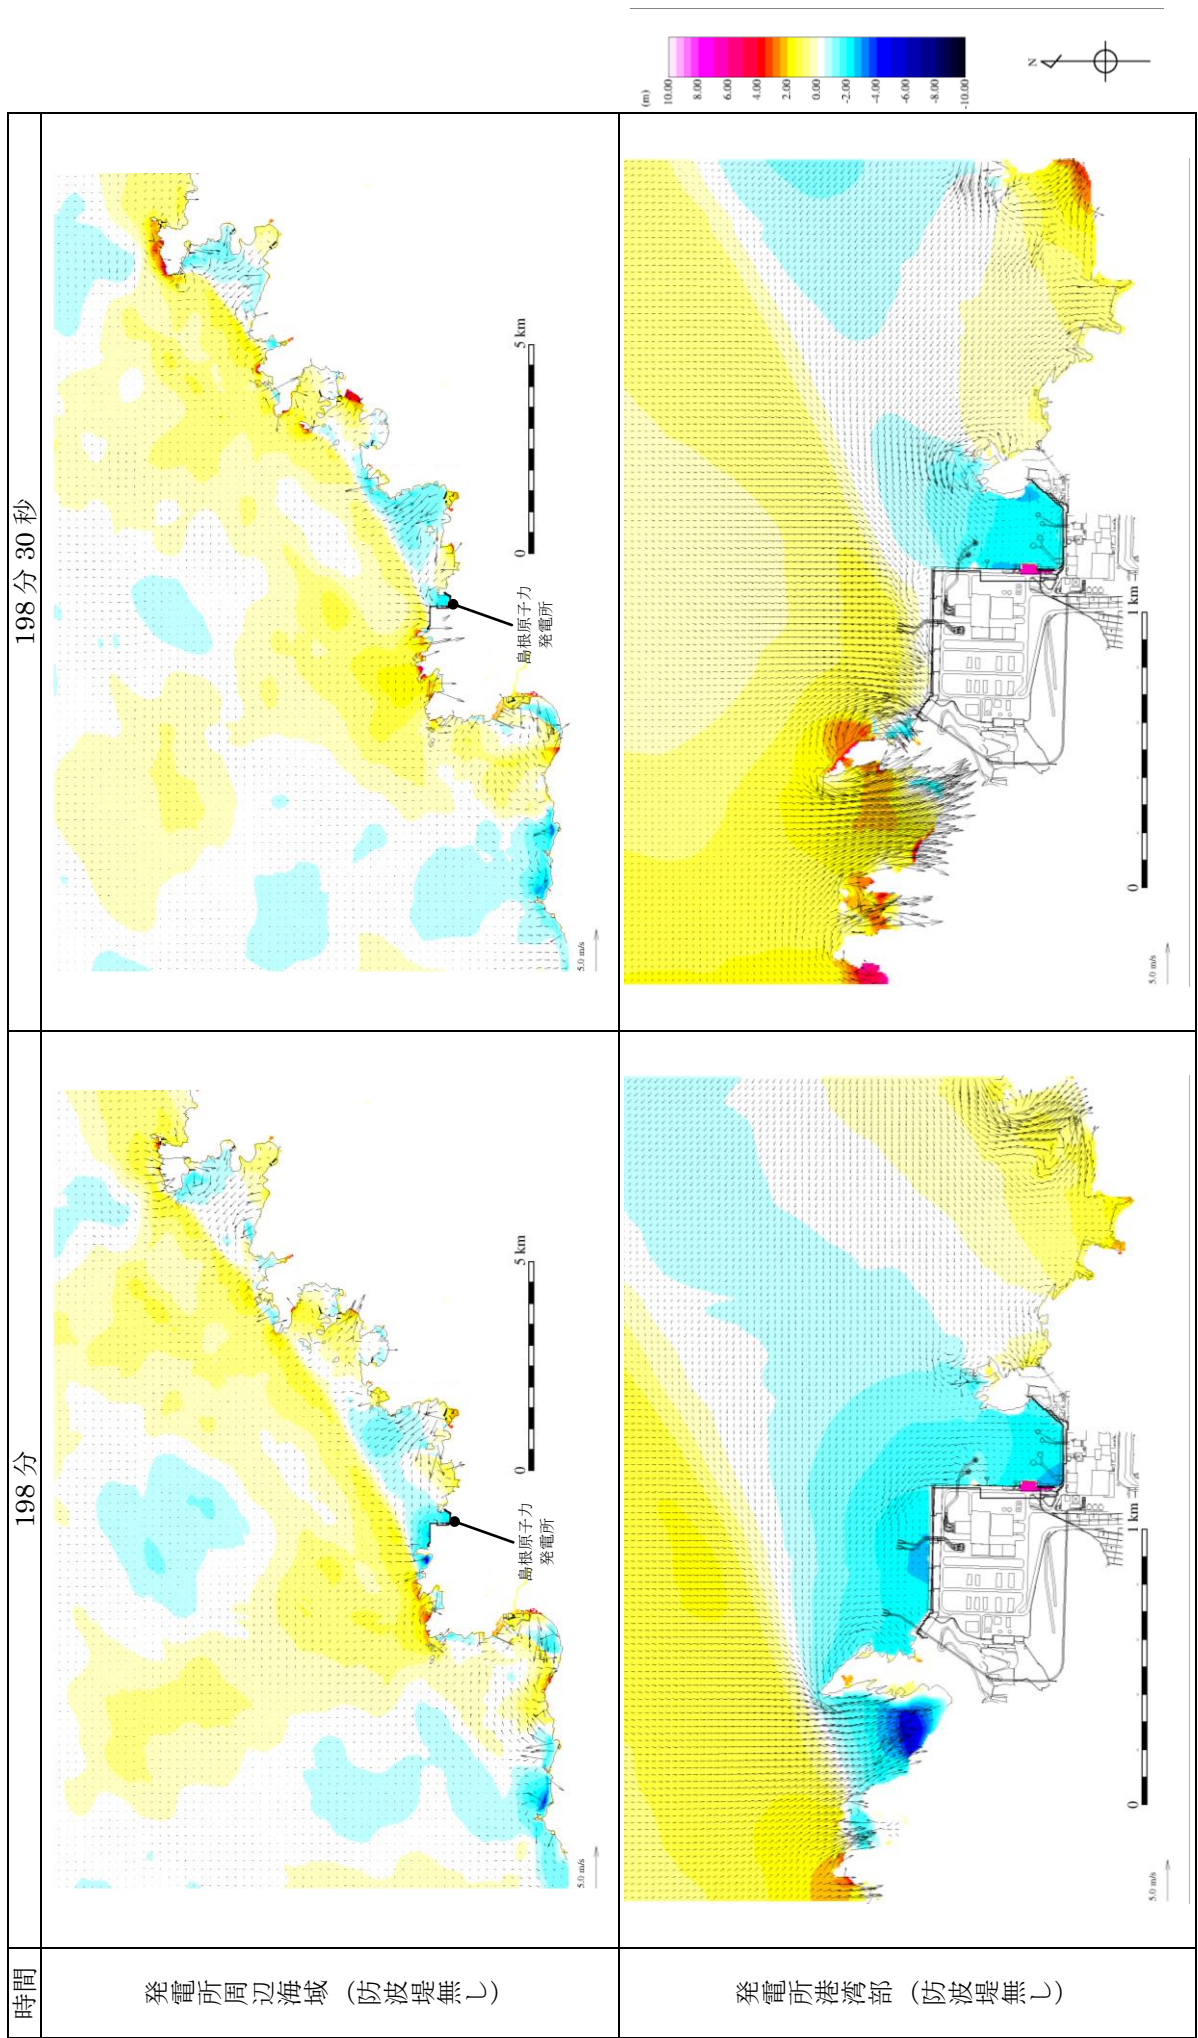 時間
198分
198分30秒
発電所周辺海域（防波堤無し）
5.0 m/s
0
5 km
島根原子力
発電所
5.0 m/s
0
5 km
島根原子力
発電所
発電所港湾部（防波堤無し）
5.0 m/s
0
1 km
5.0 m/s
0
1 km
(m)
10.00
8.00
6.00
4.00
2.00
0.00
-2.00
-4.00
-6.00
-8.00
-10.00
N